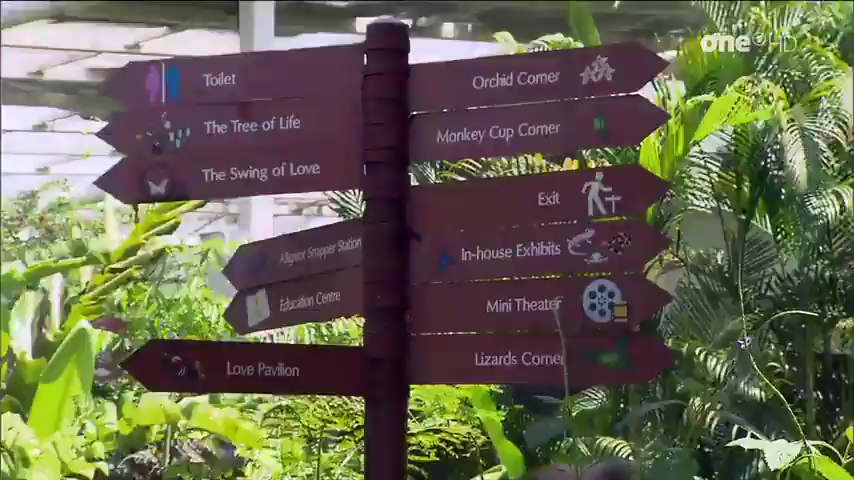 one HD
Toilet
The Tree of Life
The Swing of Love
Alligator Snapper Station
Education Centre
Love Pavilion
Orchid Corner
Monkey Cup Corner
Exit
In-house Exhibits
Mini Theater
Lizards Corner